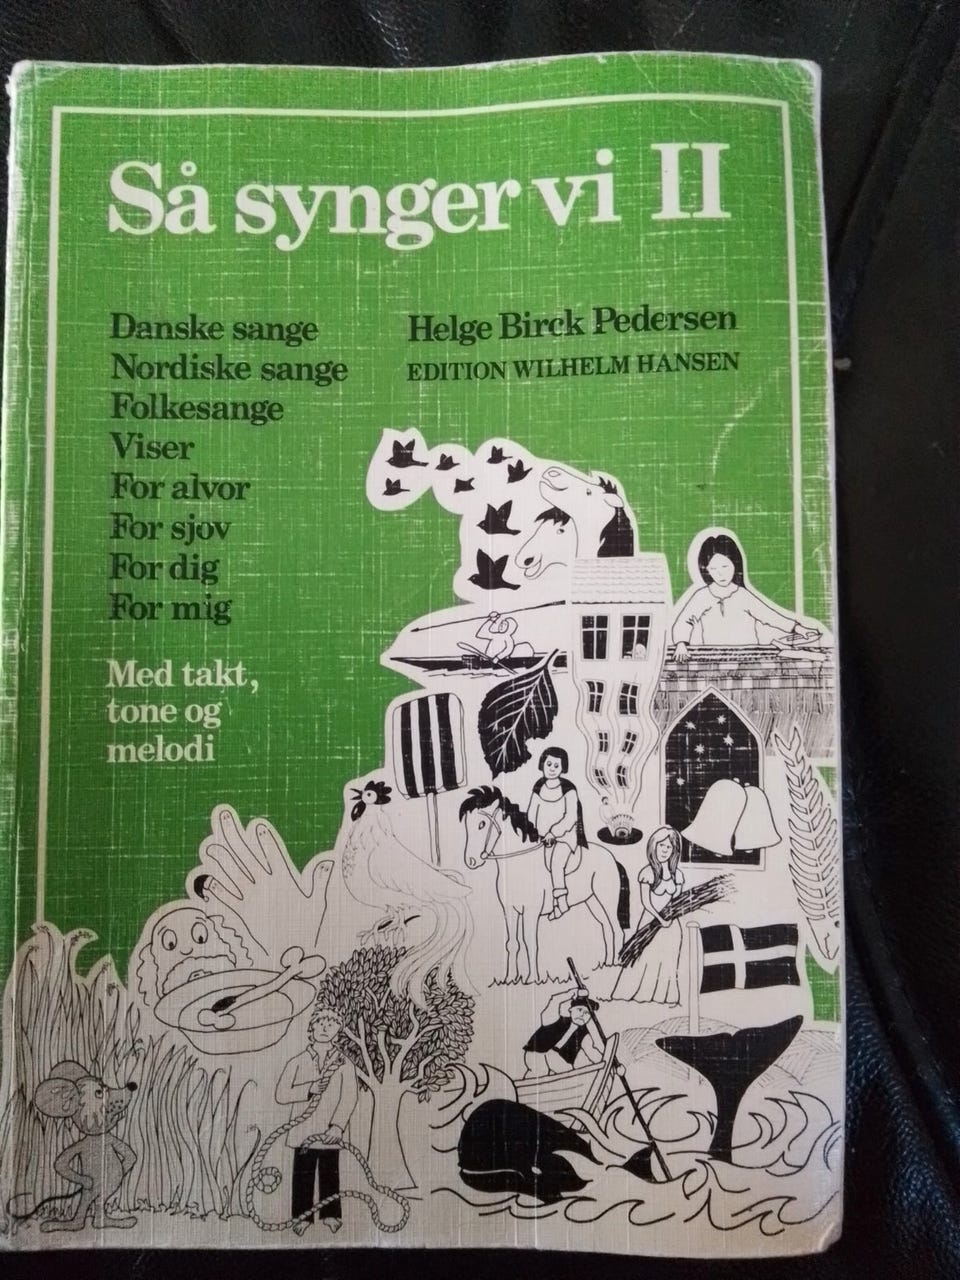 Så synger vi II
Danske sange
Nordiske sange
Folkesange
Viser
For alvor
For sjov
For dig
For mig
Med takt,
tone og
melodi
Helge Birck Pedersen
EDITION WILHELM HANSEN